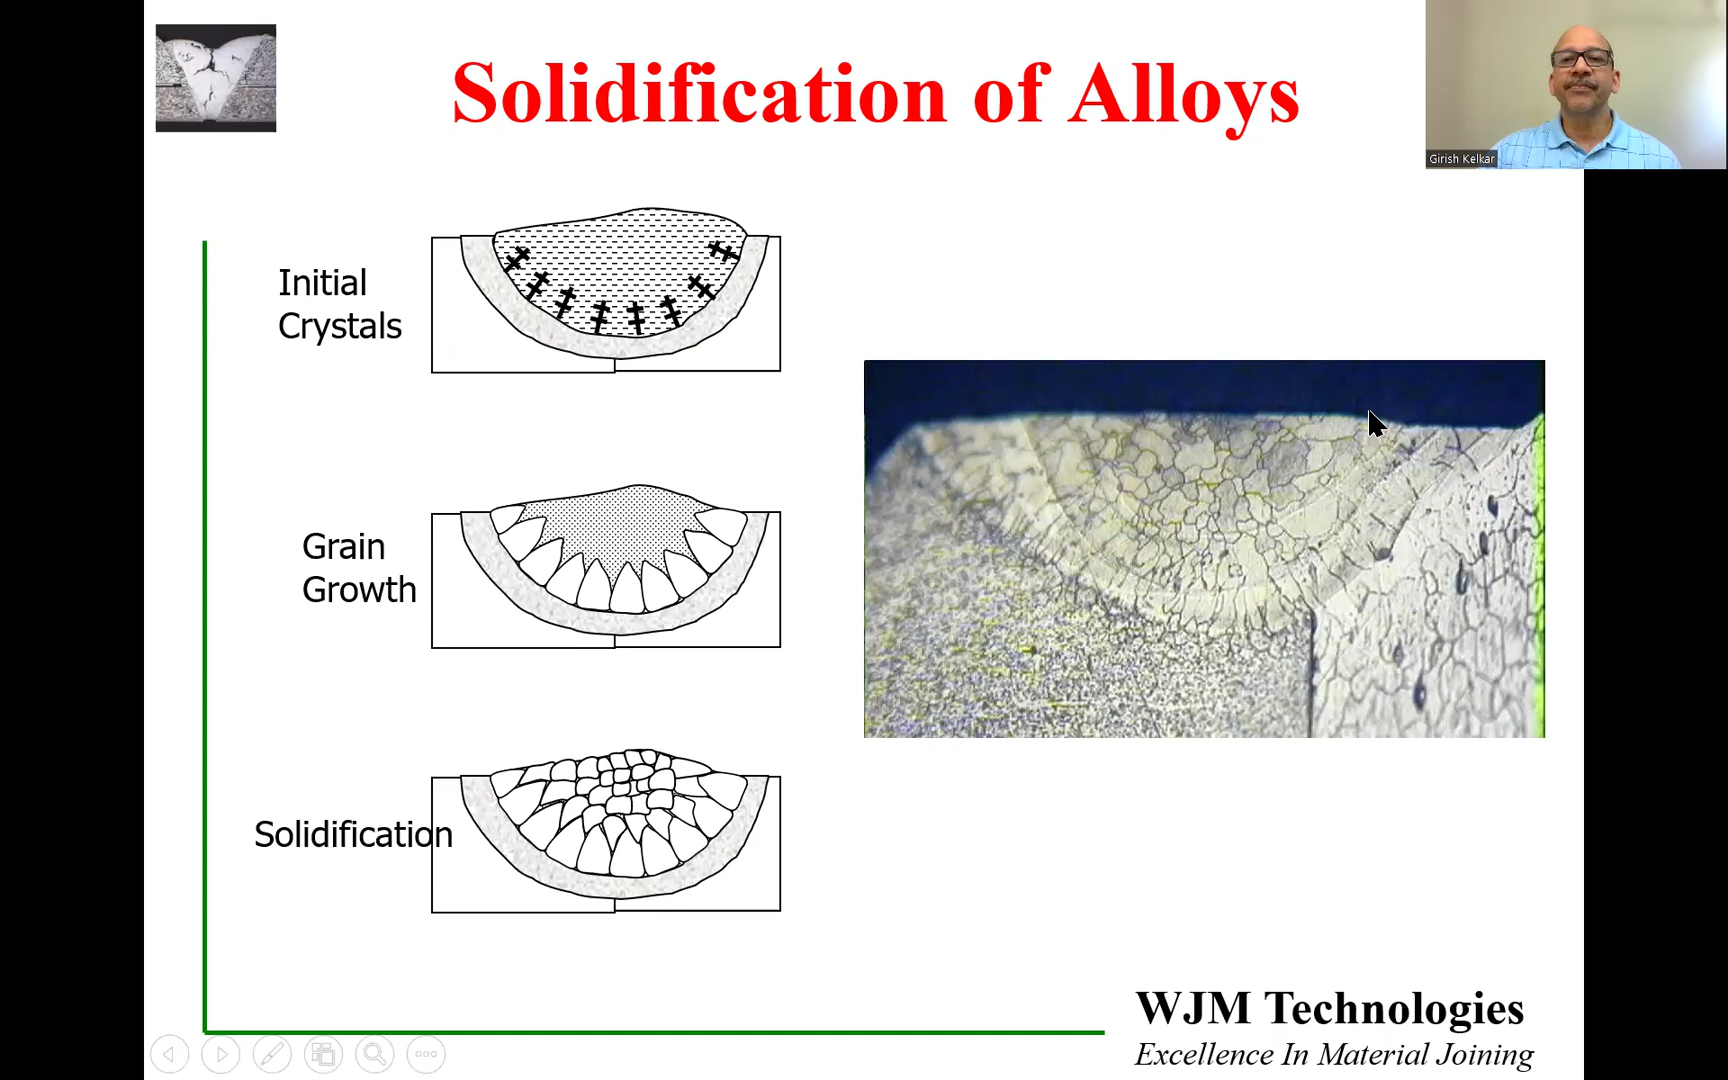 Solidification of Alloys
Girish Kelkar
Initial
Crystals
Grain
Growth
Solidification
WJM Technologies
Excellence In Material Joining